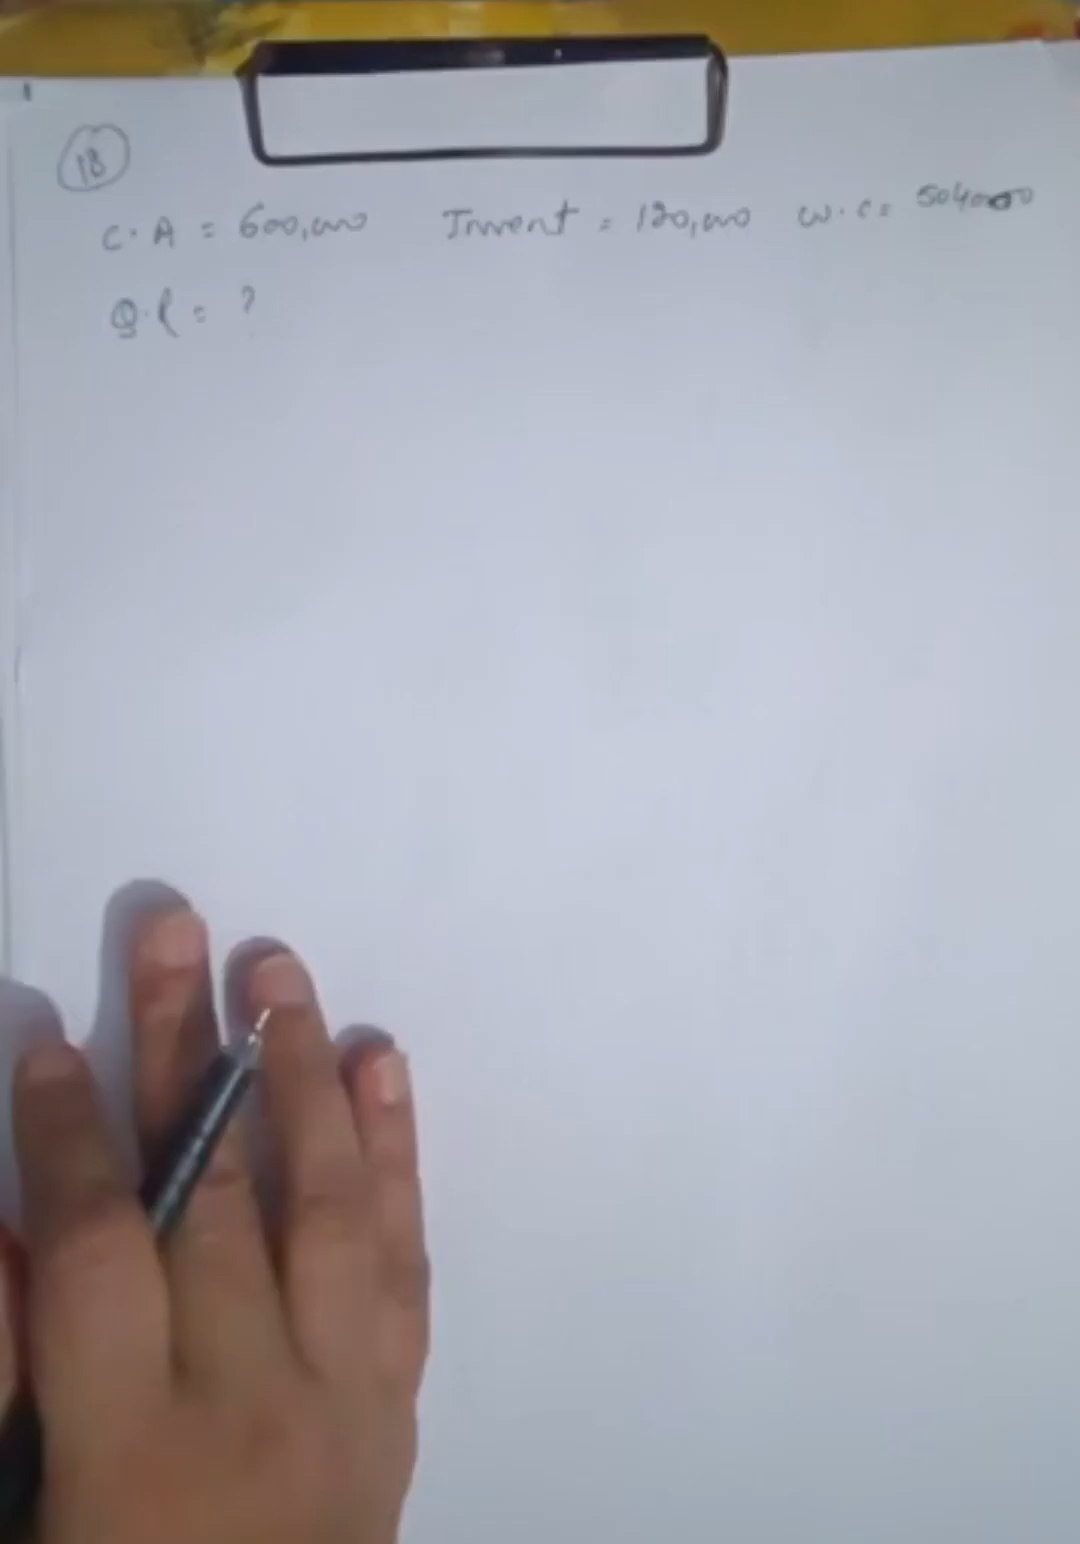 18
C.A = 600,000 Invent = 120,000 W.C = 504000
Q.R = ?